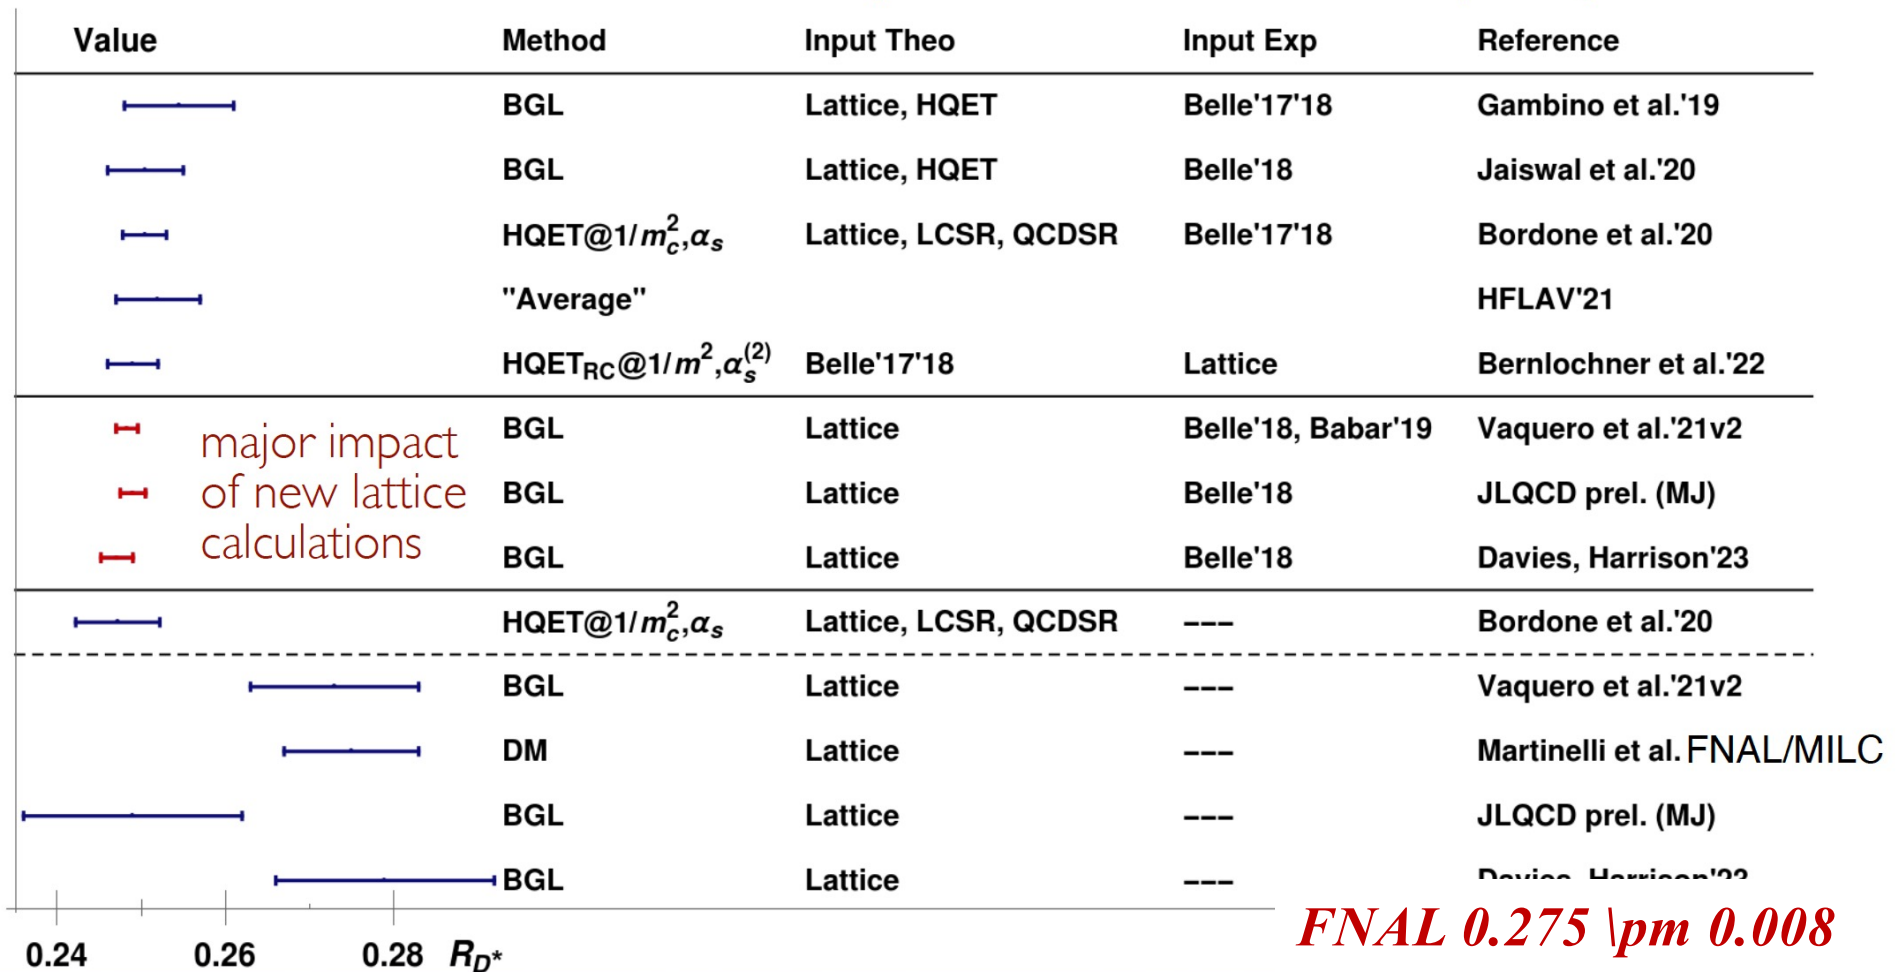 Value Method Input Theo Input Exp Reference
BGL Lattice, HQET Belle'17'18 Gambino et al.'19
BGL Lattice, HQET Belle'18 Jaiswal et al.'20
HQET@1/m_c^2,α_s Lattice, LCSR, QCDSR Belle'17'18 Bordone et al.'20
"Average" HFLAV'21
HQET_RC@1/m^2,α_s^(2) Belle'17'18 Lattice Bernlochner et al.'22
BGL Lattice Belle'18, Babar'19 Vaquero et al.'21v2
major impact
of new lattice
calculations
BGL Lattice Belle'18 JLQCD prel. (MJ)
BGL Lattice Belle'18 Davies, Harrison'23
HQET@1/m_c^2,α_s Lattice, LCSR, QCDSR --- Bordone et al.'20
BGL Lattice --- Vaquero et al.'21v2
DM Lattice --- Martinelli et al. FNAL/MILC
BGL Lattice --- JLQCD prel. (MJ)
BGL Lattice --- Davies, Harrison
0.24 0.26 0.28 R_D*
FNAL 0.275 \pm 0.008